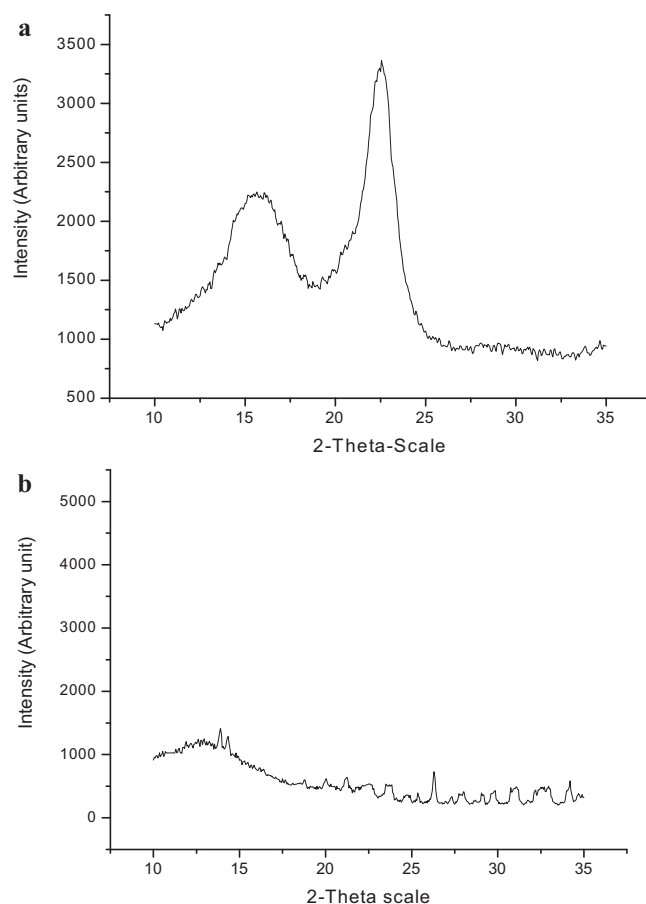 a
3500
3000
2500
2000
1500
1000
500
Intensity (Arbitrary units)
10 15 20 25 30 35
2-Theta-Scale
b
5000
4000
3000
2000
1000
0
Intensity (Arbitrary unit)
10 15 20 25 30 35
2-Theta scale